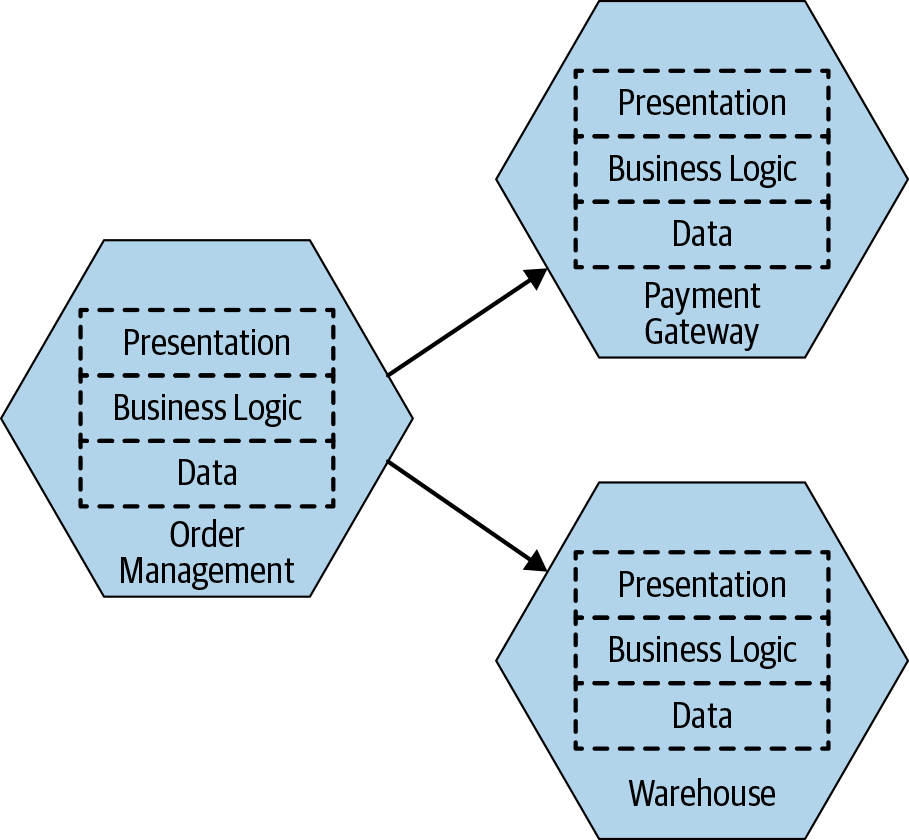 Presentation
Business Logic
Data
Order
Management
Presentation
Business Logic
Data
Payment
Gateway
Presentation
Business Logic
Data
Warehouse